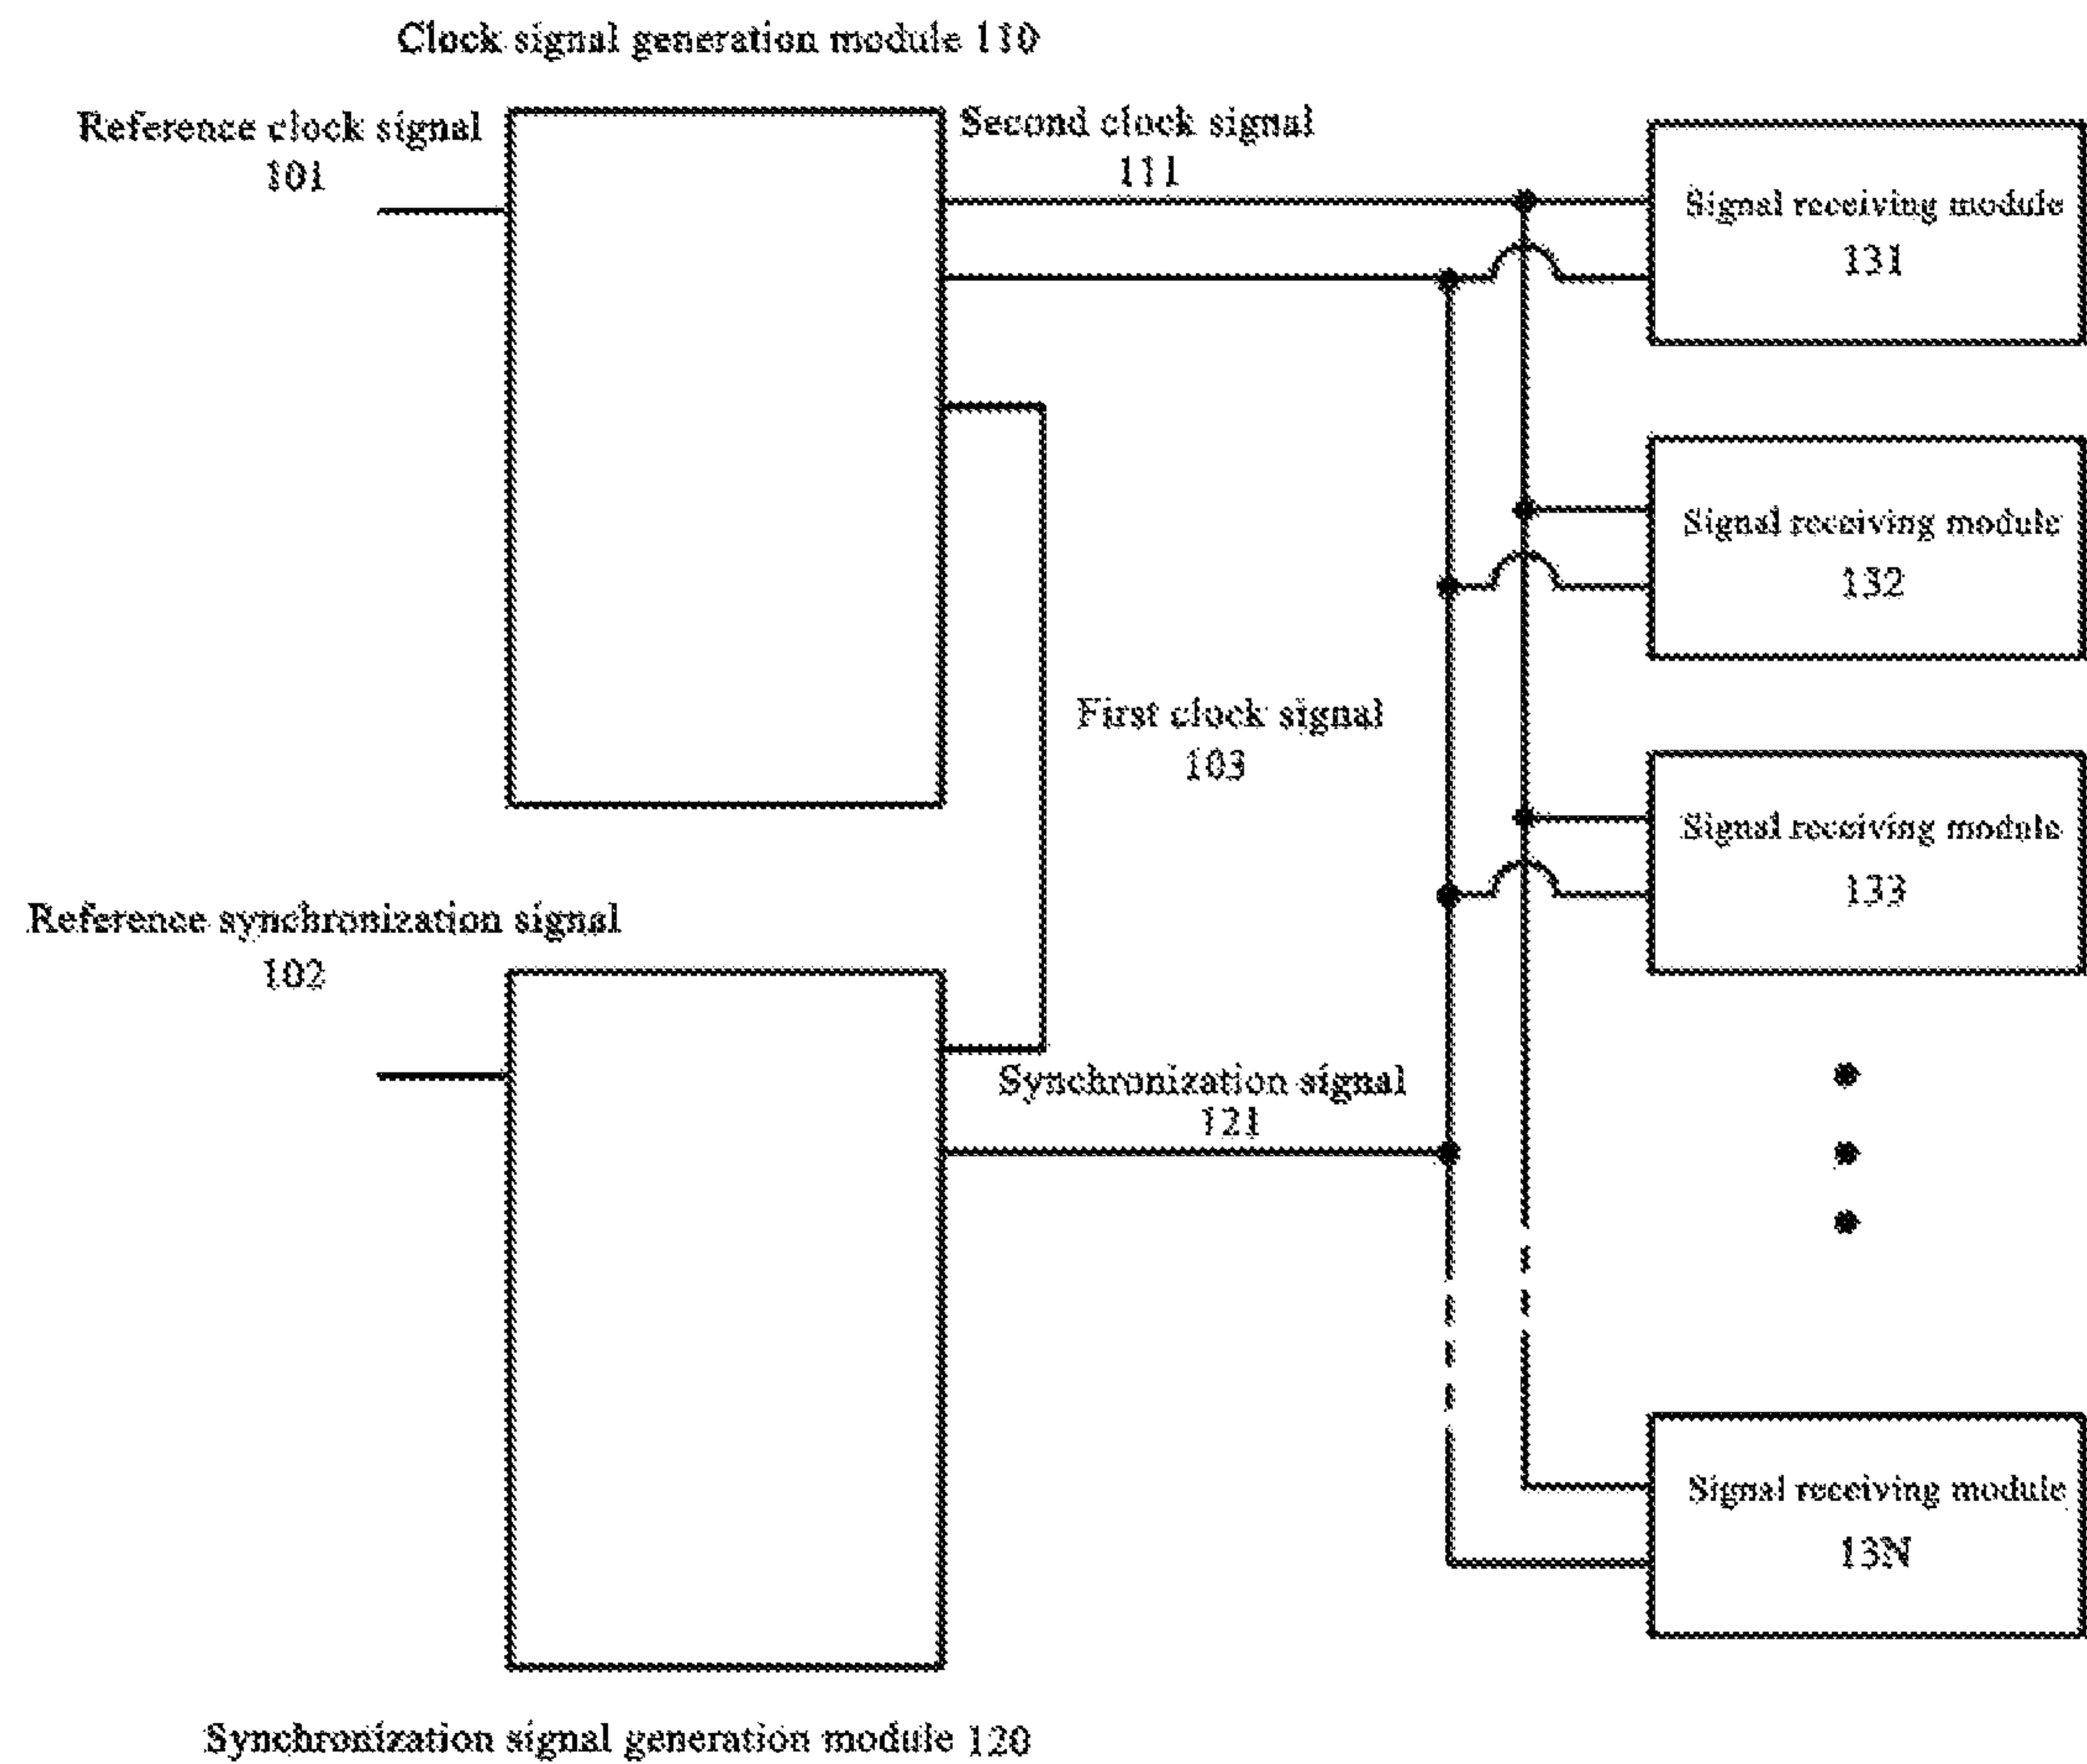 Clock signal generation module 110
Reference clock signal
101
Second clock signal
111
Signal receiving module
131
Signal receiving module
132
First clock signal
103
Signal receiving module
133
Reference synchronization signal
102
Synchronization signal
121
Signal receiving module
13N
Synchronization signal generation module 120